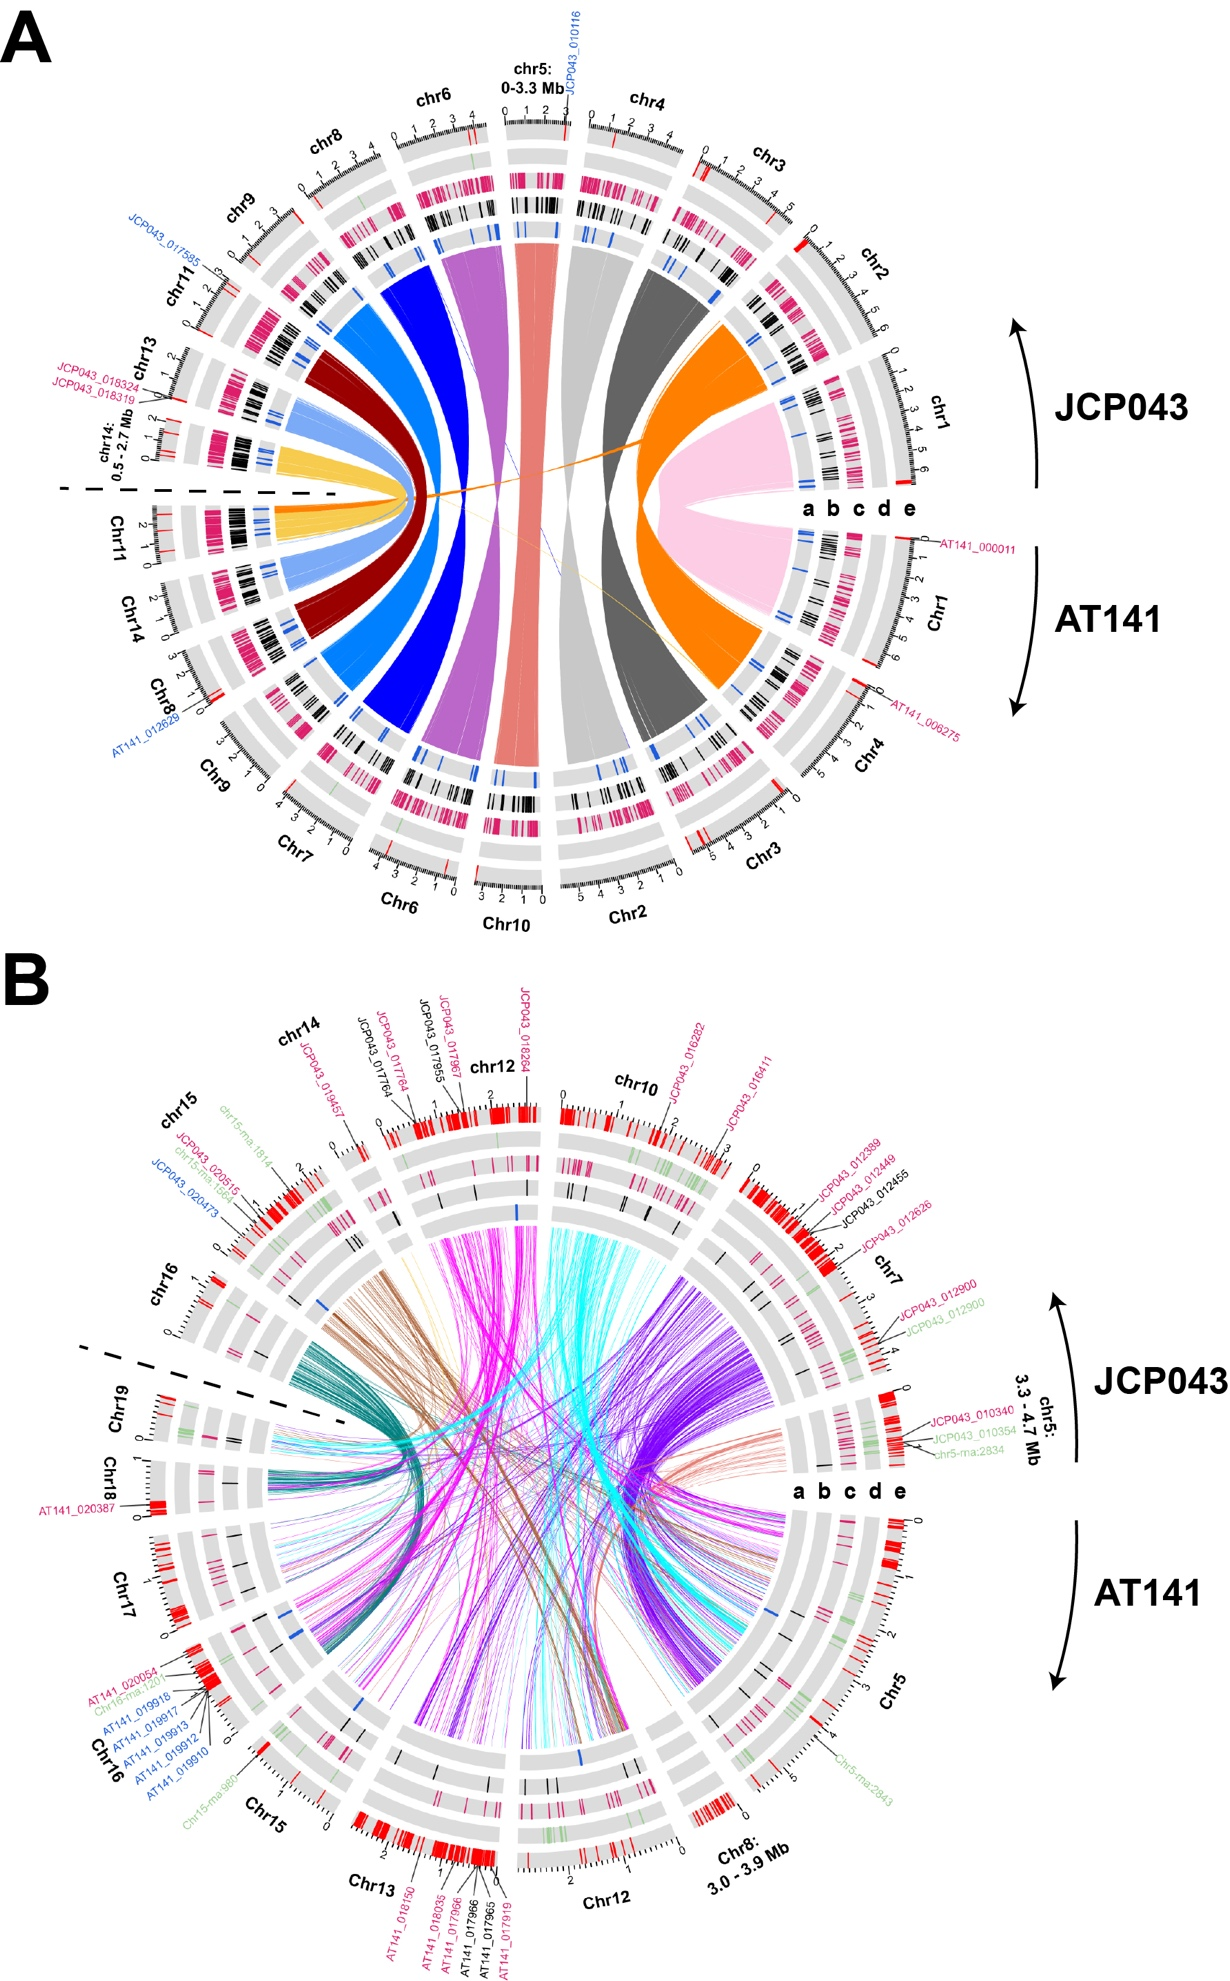 A
JCP043_010116
chr5:
0-3.3 Mb
chr4
chr6
chr3
chr8
chr2
chr9
JCP043_017585
chr11
chr1
chr13
JCP043_018324
JCP043_018319
chr14:
0.5 - 2.7 Mb
JCP043
a b c d e
AT141_000011
Chr11
Chr14
Chr1
AT141
Chr8
AT141_012629
AT141_006275
Chr4
Chr9
Chr7
Chr3
Chr6
Chr10
Chr2
B
chr14
JCP043_019457
JCP043_017764
JCP043_017764
JCP043_017955
JCP043_017967
chr12
JCP043_018264
chr10
JCP043_016282
JCP043_016411
chr15
chr15-ma:1814
JCP043_020515
chr15-ma:1564
JCP043_020473
JCP043_012389
JCP043_012449
JCP043_012455
JCP043_012626
chr7
chr16
JCP043_012900
JCP043_012900
JCP043
chr5:
3.3 - 4.7 Mb
JCP043_010340
JCP043_010354
chr5-ma:2834
Chr19
Chr18
AT141_020387
a b c d e
AT141
Chr17
AT141_020054
Chr16-ma:1201
AT141_019918
AT141_019917
AT141_019913
AT141_019912
AT141_019910
Chr16
Chr5
Chr5-ma:2843
Chr15-ma:980
Chr15
Chr8:
3.0 - 3.9 Mb
Chr13
Chr12
AT141_018150
AT141_018035
AT141_017966
AT141_017966
AT141_017965
AT141_017919